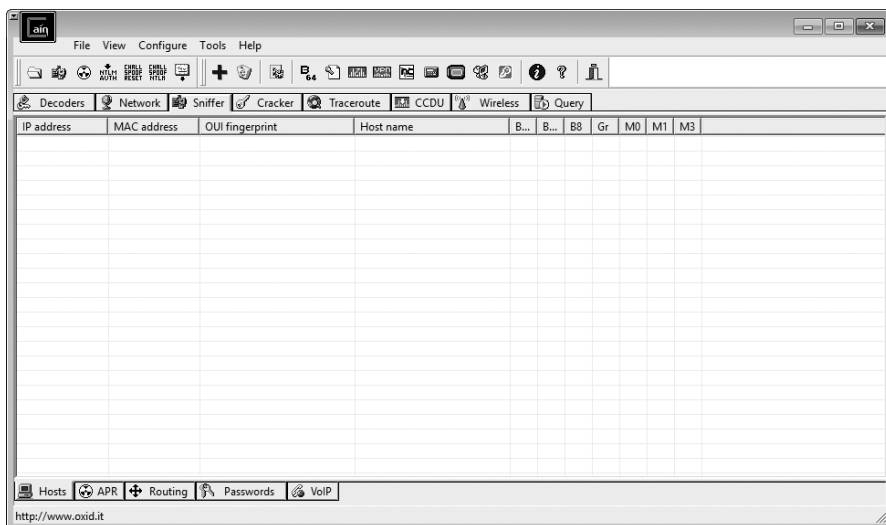 aın
File View Configure Tools Help
NTLM AUTH CHALL SPOOF RESET CHALL SPOOF NTLM B 64
Decoders Network Sniffer Cracker Traceroute CCDU Wireless Query
IP address MAC address OUI fingerprint Host name B... B... B8 Gr M0 M1 M3
Hosts APR Routing Passwords VoIP
http://www.oxid.it